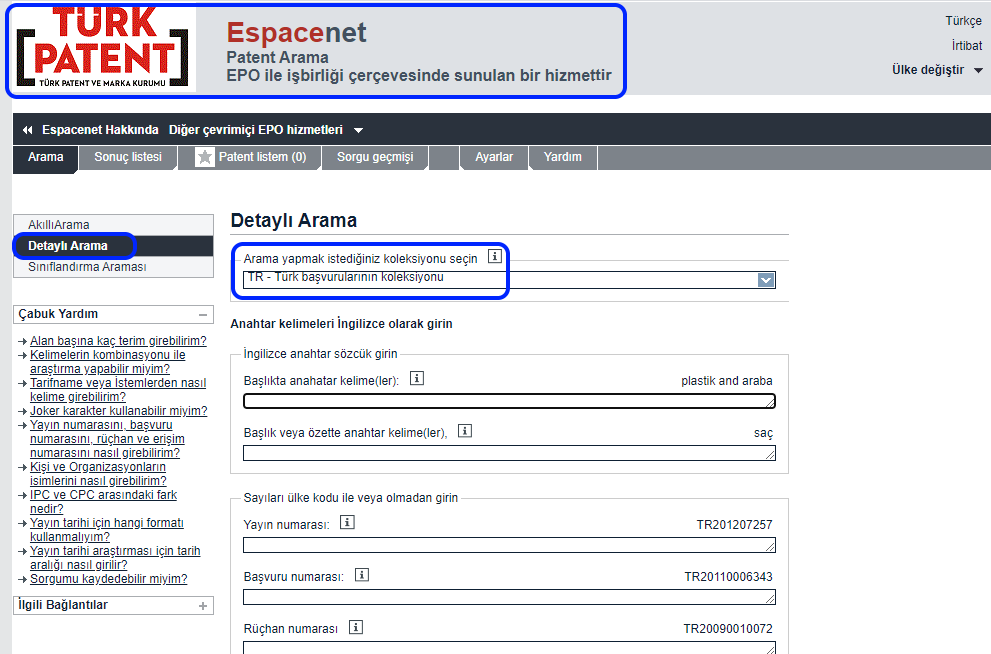 TÜRK
PATENT
TÜRK PATENT VE MARKA KURUMU
Espacenet
Patent Arama
EPO ile işbirliği çerçevesinde sunulan bir hizmettir
Türkçe
İrtibat
Ülke değiştir
Espacenet Hakkında Diğer çevrimiçi EPO hizmetleri
Arama Sonuç listesi Patent listem (0) Sorgu geçmişi Ayarlar Yardım
AkıllıArama
Detaylı Arama
Sınıflandırma Araması
Çabuk Yardım
Alan başına kaç terim girebilirim?
Kelimelerin kombinasyonu ile
araştırma yapabilir miyim?
Tarifname veya İstemlerden nasıl
kelime girebilirim?
Joker karakter kullanabilir miyim?
Yayın numarasını, başvuru
numarasını, rüçhan ve erişim
numarasını nasıl girebilirim?
Kişi ve Organizasyonların
isimlerini nasıl girebilirim?
IPC ve CPC arasındaki fark
nedir?
Yayın tarihi için hangi formatı
kullanmalıyım?
Yayın tarihi araştırması için tarih
aralığı nasıl girilir?
Sorgumu kaydedebilir miyim?
İlgili Bağlantılar
Detaylı Arama
Arama yapmak istediğiniz koleksiyonu seçin
TR - Türk başvurularının koleksiyonu
Anahtar kelimeleri İngilizce olarak girin
İngilizce anahtar sözcük girin
Başlıkta anahatar kelime(ler): plastik and araba
Başlık veya özette anahtar kelime(ler), saç
Sayıları ülke kodu ile veya olmadan girin
Yayın numarası: TR201207257
Başvuru numarası: TR20110006343
Rüçhan numarası TR20090010072